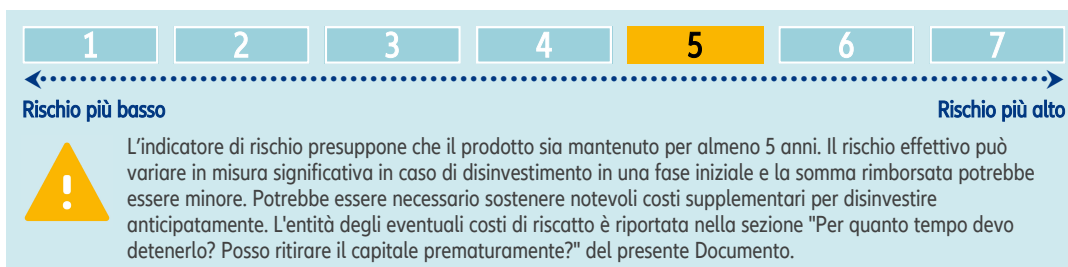 1 2 3 4 5 6 7
Rischio più basso Rischio più alto
L'indicatore di rischio presuppone che il prodotto sia mantenuto per almeno 5 anni. Il rischio effettivo può
variare in misura significativa in caso di disinvestimento in una fase iniziale e la somma rimborsata potrebbe
essere minore. Potrebbe essere necessario sostenere notevoli costi supplementari per disinvestire
anticipatamente. L'entità degli eventuali costi di riscatto è riportata nella sezione "Per quanto tempo devo
detenerlo? Posso ritirare il capitale prematuramente?" del presente Documento.